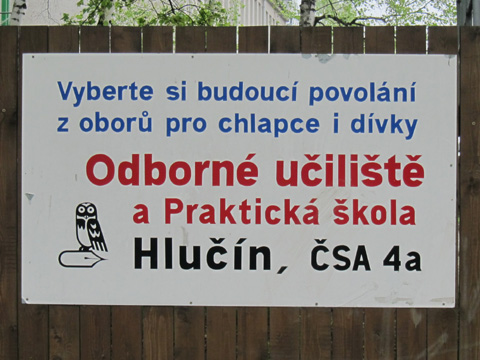 Vyberte si budoucí povolání
z oborů pro chlapce i dívky
Odborné učiliště
a Praktická škola
Hlučín, ČSA 4a